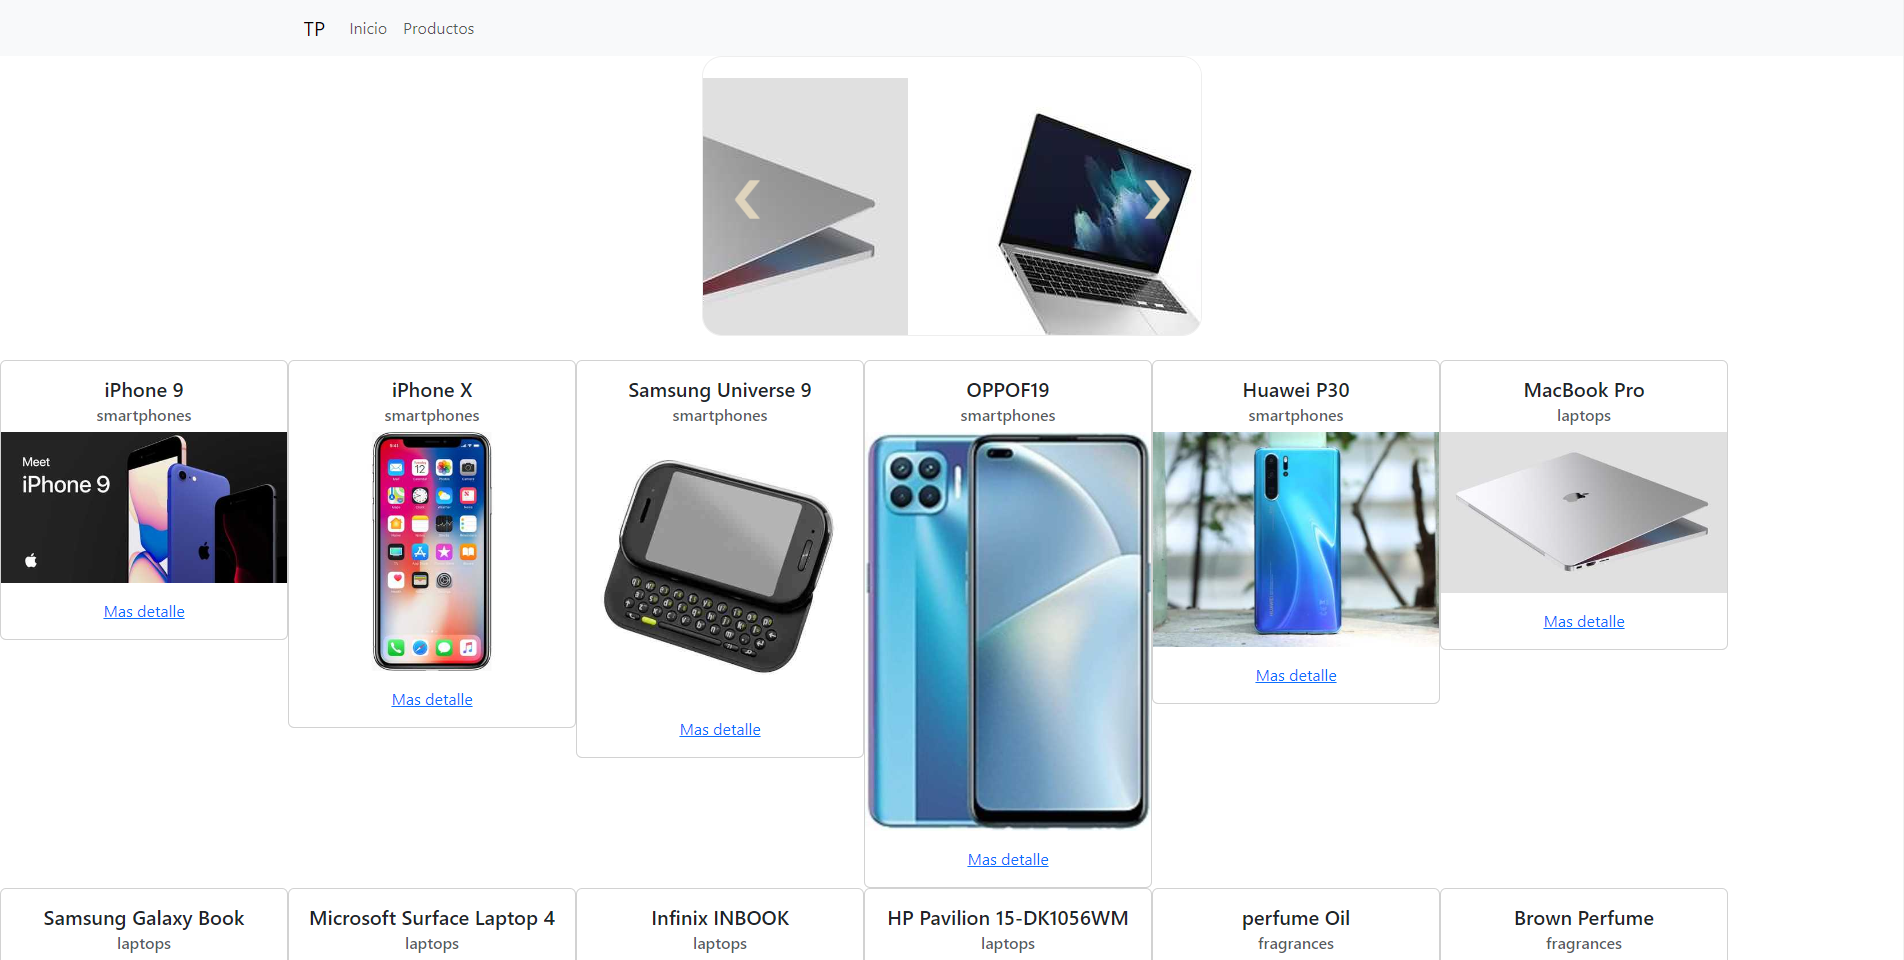 TP Inicio Productos
iPhone 9
smartphones
Meet
iPhone 9
Mas detalle
iPhone X
smartphones
Mas detalle
Samsung Universe 9
smartphones
Mas detalle
OPPOF19
smartphones
Mas detalle
Huawei P30
smartphones
Mas detalle
MacBook Pro
laptops
Mas detalle
Samsung Galaxy Book
laptops
Microsoft Surface Laptop 4
laptops
Infinix INBOOK
laptops
HP Pavilion 15-DK1056WM
laptops
perfume Oil
fragrances
Brown Perfume
fragrances